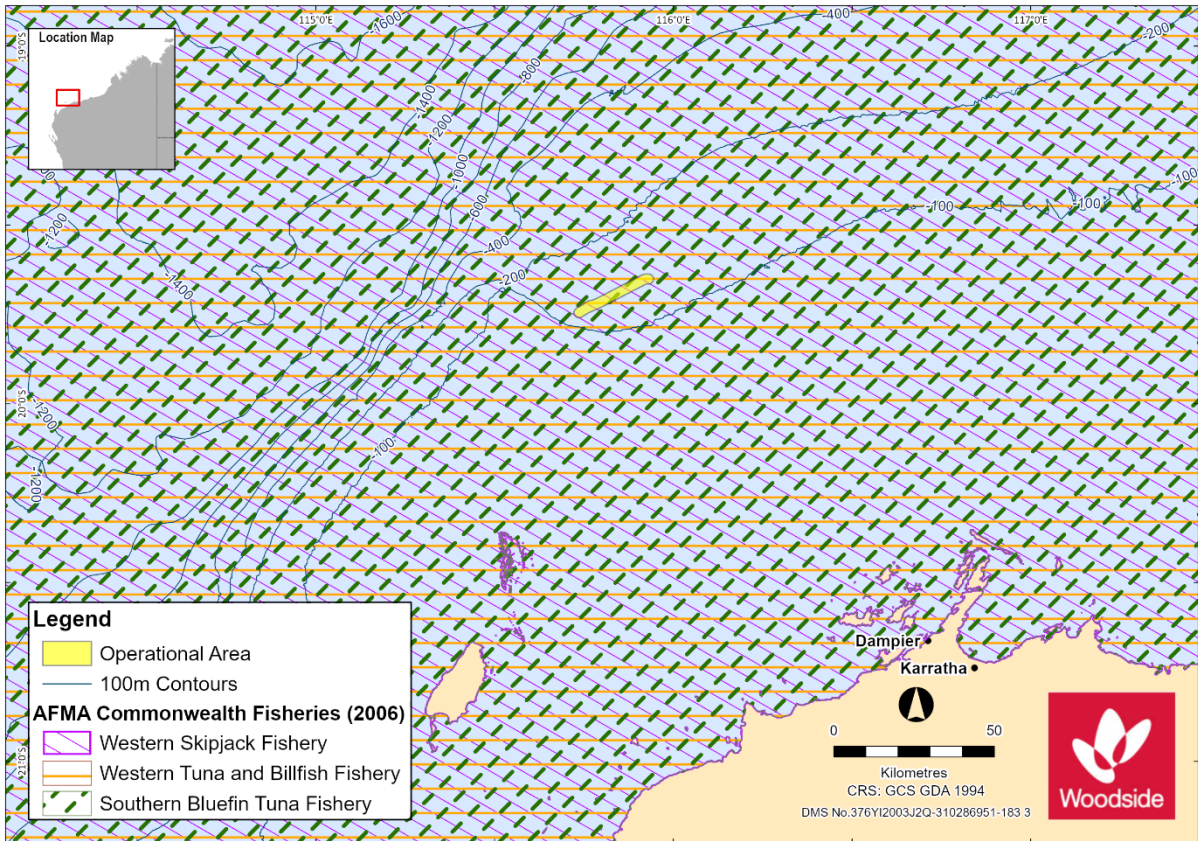 115°0'E
116°0'E
117°0'E
-19°0'S
20°0'S
21°0'S
Location Map
-1600
-400
-200
-800
-1400
-1200
-1000
-600
-400
-200
-100
-100
-100
-100
-1200
-1400
-1200
-1200
Dampier
Karratha
Legend
Operational Area
100m Contours
AFMA Commonwealth Fisheries (2006)
Western Skipjack Fishery
Western Tuna and Billfish Fishery
Southern Bluefin Tuna Fishery
0 50
Kilometres
CRS: GCS GDA 1994
DMS No.376YI2003J2Q-310286951-183 3
Woodside